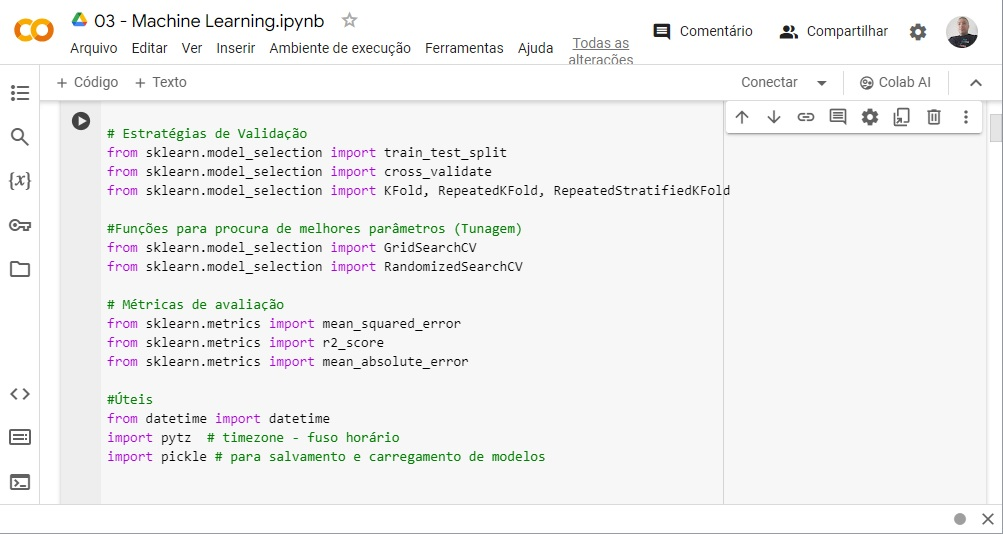 03 - Machine Learning.ipynb
Arquivo Editar Ver Inserir Ambiente de execução Ferramentas Ajuda Todas as alterações
Comentário
Compartilhar
+ Código + Texto
Conectar
Colab AI
# Estratégias de Validação
from sklearn.model_selection import train_test_split
from sklearn.model_selection import cross_validate
from sklearn.model_selection import KFold, RepeatedKFold, RepeatedStratifiedKFold
#Funções para procura de melhores parâmetros (Tunagem)
from sklearn.model_selection import GridSearchCV
from sklearn.model_selection import RandomizedSearchCV
# Métricas de avaliação
from sklearn.metrics import mean_squared_error
from sklearn.metrics import r2_score
from sklearn.metrics import mean_absolute_error
#Úteis
from datetime import datetime
import pytz # timezone - fuso horário
import pickle # para salvamento e carregamento de modelos
{x}